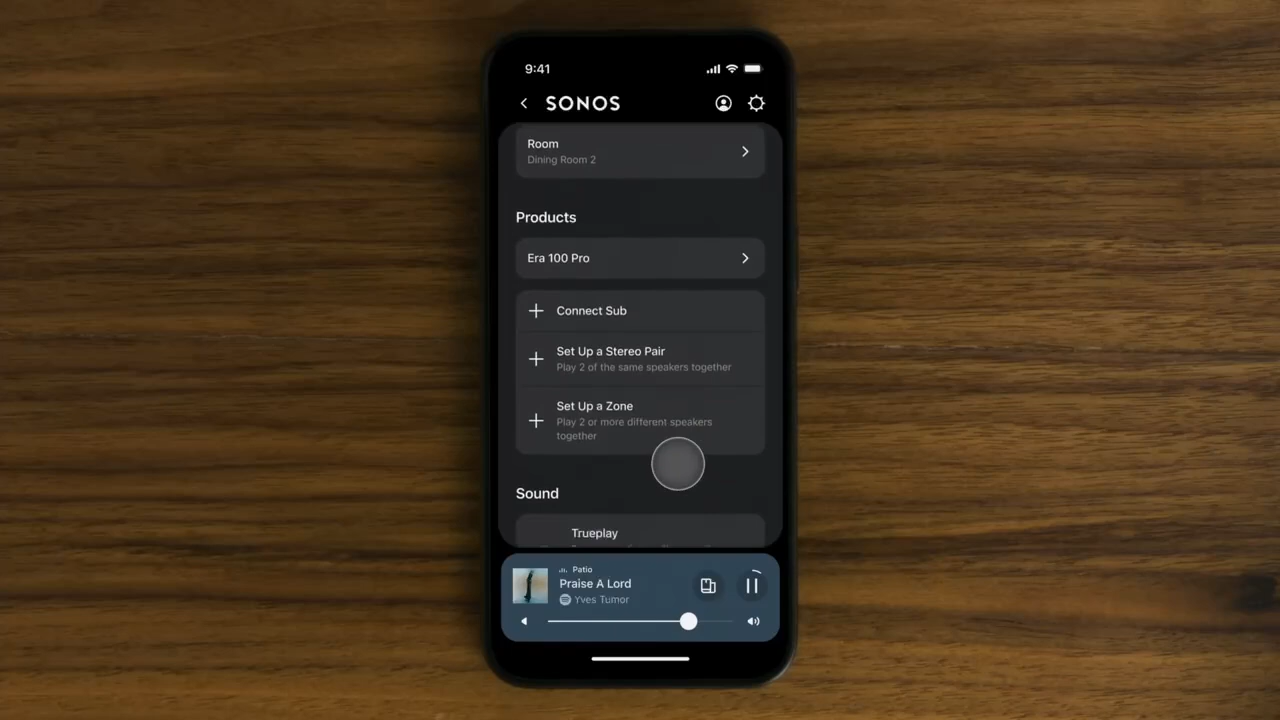 9:41
SONOS
Room
Dining Room 2
Products
Era 100 Pro
Connect Sub
Set Up a Stereo Pair
Play 2 of the same speakers together
Set Up a Zone
Play 2 or more different speakers
together
Sound
Trueplay
Patio
Praise A Lord
Yves Tumor